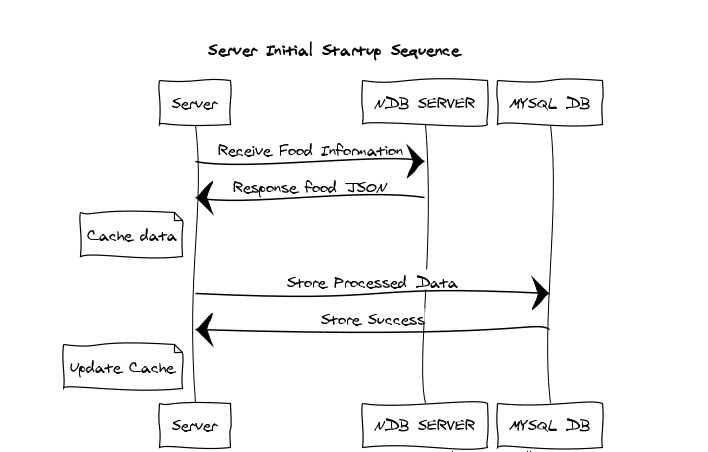 Server Initial Startup Sequence
Server
NDB SERVER
MYSQL DB
Receive Food Information
Response food JSON
Cache data
Store Processed Data
Store Success
Update Cache
Server
NDB SERVER
MYSQL DB